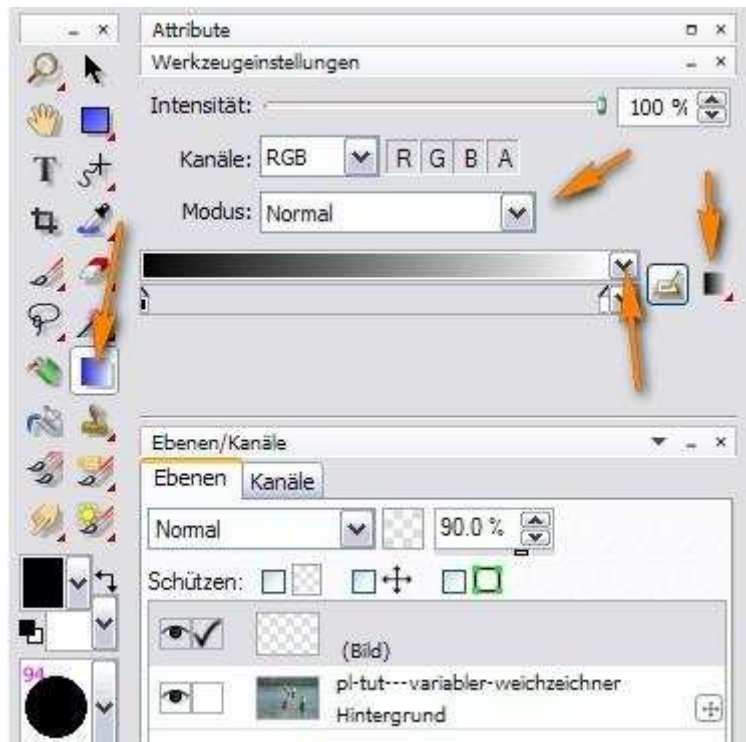 Attribute
Werkzeugeinstellungen
Intensität: 100 %
Kanäle: RGB R G B A
Modus: Normal
T
Ebenen/Kanäle
Ebenen Kanäle
Normal 90.0 %
Schützen:
(Bild)
94
pl-tut---variabler-weichzeichner
Hintergrund